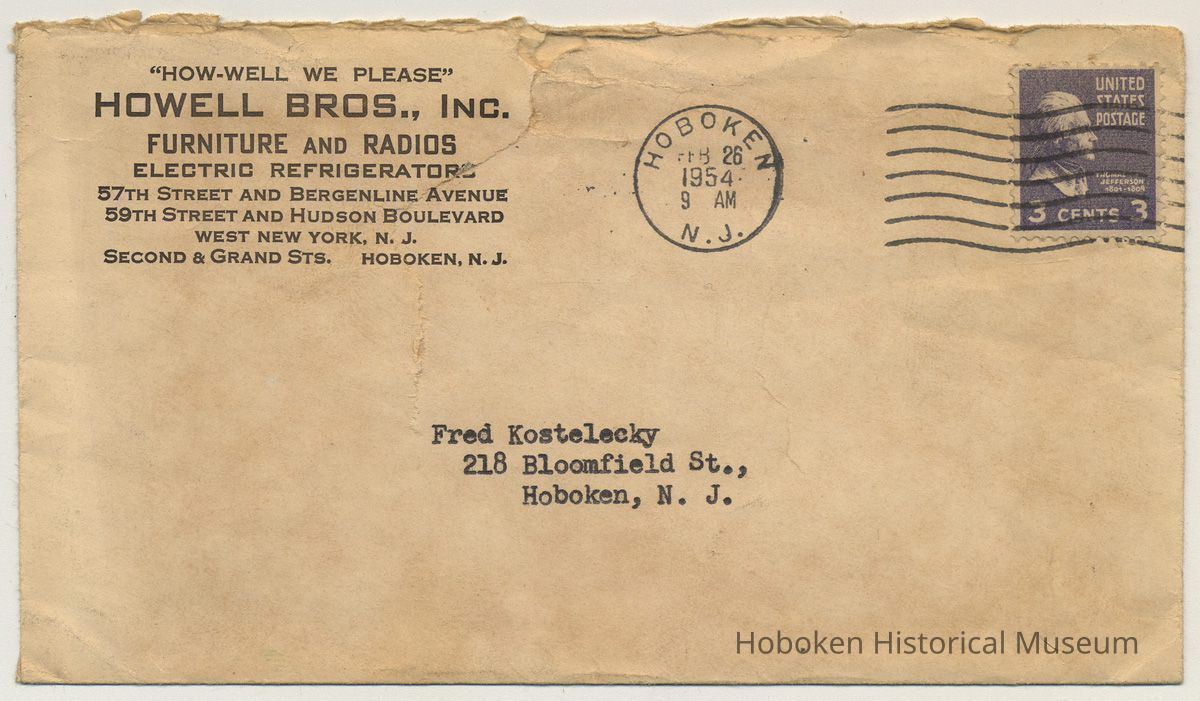 "HOW-WELL WE PLEASE"
HOWELL BROS., INC.
FURNITURE AND RADIOS
ELECTRIC REFRIGERATORS
57TH STREET AND BERGENLINE AVENUE
59TH STREET AND HUDSON BOULEVARD
WEST NEW YORK, N. J.
SECOND & GRAND STS. HOBOKEN, N. J.
HOBOKEN
FEB 26
1954
9 AM
N. J.
UNITED
STATES
POSTAGE
THOMAS
JEFFERSON
1801-1809
3 CENTS 3
Fred Kostelecky
218 Bloomfield St.,
Hoboken, N. J.
Hoboken Historical Museum